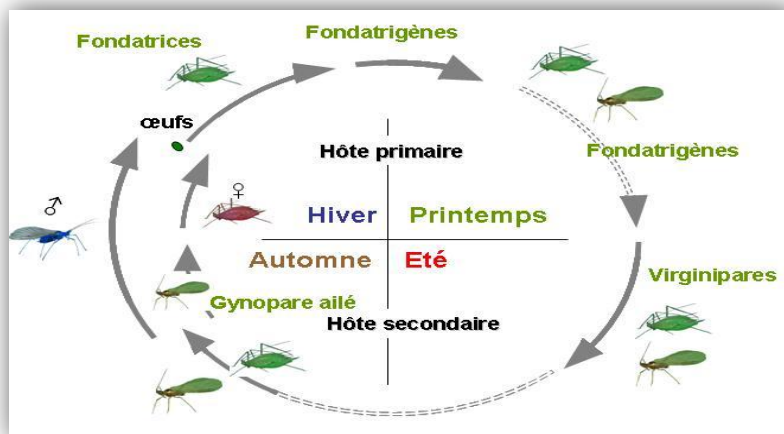 Fondatrices
Fondatrigènes
œufs
Hôte primaire
Fondatrigènes
♂
♀
Hiver
Printemps
Automne
Eté
Virginipares
Gynopare ailé
Hôte secondaire